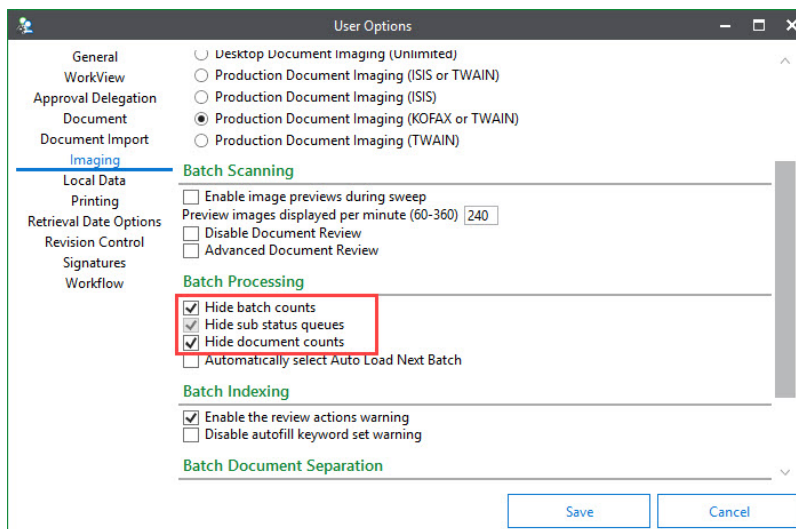 User Options
General
WorkView
Approval Delegation
Document
Document Import
Imaging
Local Data
Printing
Retrieval Date Options
Revision Control
Signatures
Workflow
Desktop Document Imaging (Unlimited)
Production Document Imaging (ISIS or TWAIN)
Production Document Imaging (ISIS)
Production Document Imaging (KOFAX or TWAIN)
Production Document Imaging (TWAIN)
Batch Scanning
Enable image previews during sweep
Preview images displayed per minute (60-360) 240
Disable Document Review
Advanced Document Review
Batch Processing
Hide batch counts
Hide sub status queues
Hide document counts
Automatically select Auto Load Next Batch
Batch Indexing
Enable the review actions warning
Disable autofill keyword set warning
Batch Document Separation
Save
Cancel